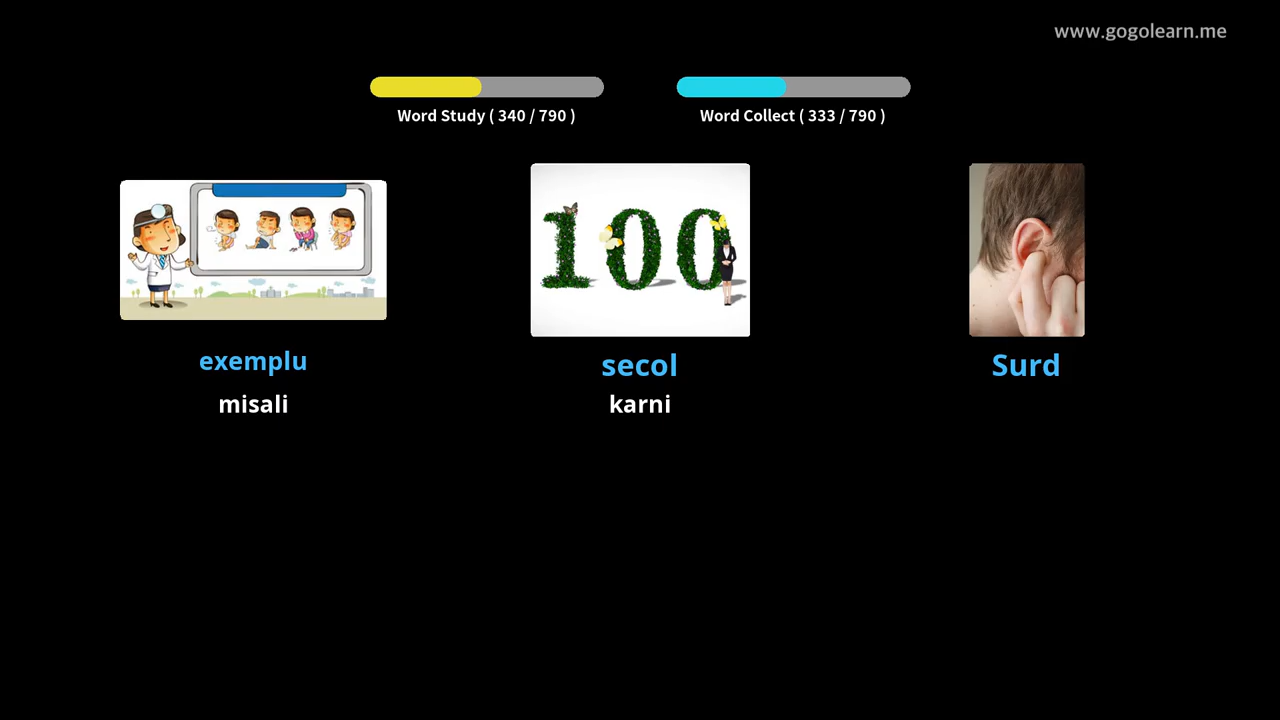 www.gogolearn.me
Word Study ( 340 / 790 )
Word Collect ( 333 / 790 )
100
exemplu
secol
Surd
misali
karni